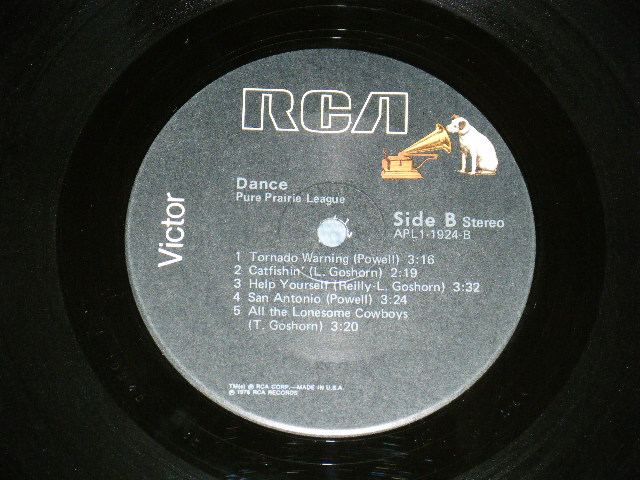 RCA
Victor
Dance
Pure Prairie League
Side B Stereo
APL1-1924-B
1 Tornado Warning (Powell) 3:16
2 Catfishin' (L. Goshorn) 2:19
3 Help Yourself (Reilly-L. Goshorn) 3:32
4 San Antonio (Powell) 3:24
5 All the Lonesome Cowboys
(T. Goshorn) 3:20
TM(s) ® RCA CORP.—MADE IN U.S.A.
℗ 1976 RCA RECORDS